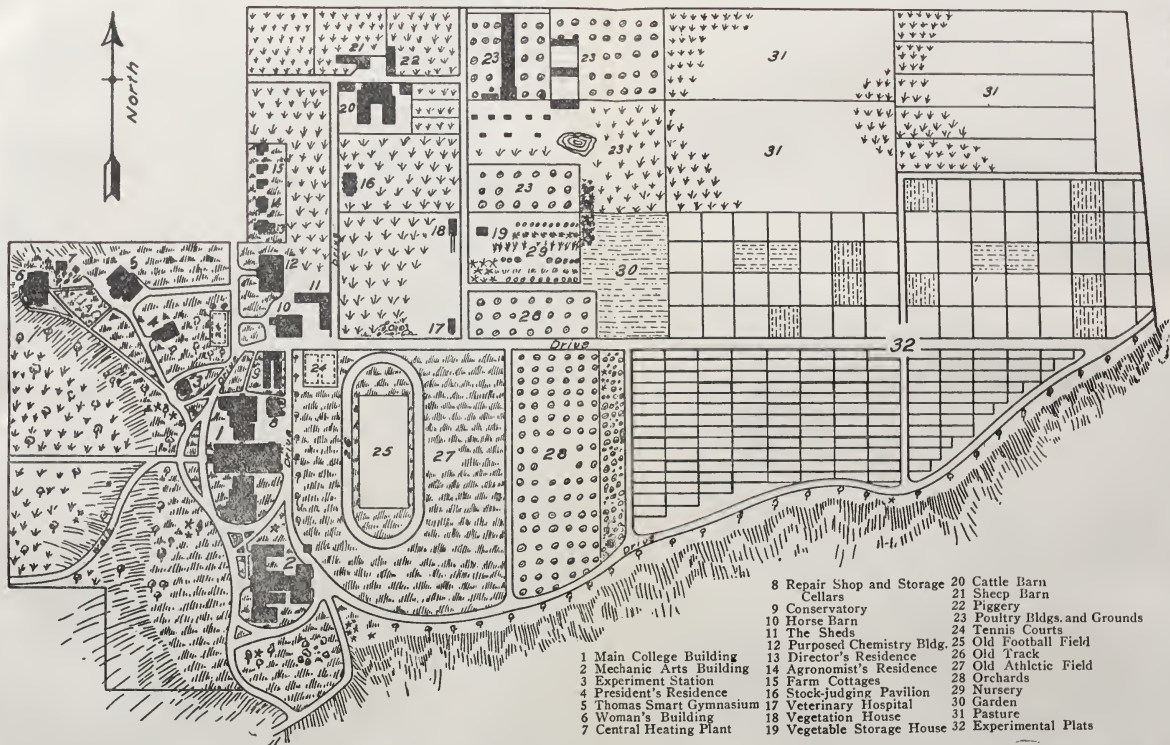 North
21
22
23
23
31
31
20
23
31
15
16
23
18
19
13
29
Drive
5
6
12
30
11
10
17
28
Drive
32
24
3
8
1
25
27
28
Drive
2
Drive
1 Main College Building
2 Mechanic Arts Building
3 Experiment Station
4 President's Residence
5 Thomas Smart Gymnasium
6 Woman's Building
7 Central Heating Plant
8 Repair Shop and Storage
Cellars
9 Conservatory
10 Horse Barn
11 The Sheds
12 Purposed Chemistry Bldg.
13 Director's Residence
14 Agronomist's Residence
15 Farm Cottages
16 Stock-judging Pavilion
17 Veterinary Hospital
18 Vegetation House
19 Vegetable Storage House
20 Cattle Barn
21 Sheep Barn
22 Piggery
23 Poultry Bldgs. and Grounds
24 Tennis Courts
25 Old Football Field
26 Old Track
27 Old Athletic Field
28 Orchards
29 Nursery
30 Garden
31 Pasture
32 Experimental Plats